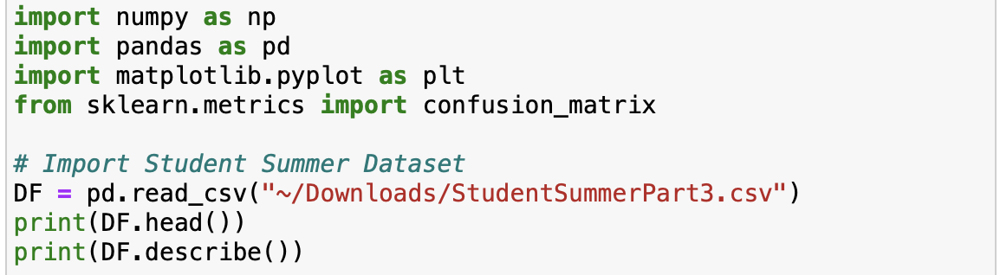 import numpy as np
import pandas as pd
import matplotlib.pyplot as plt
from sklearn.metrics import confusion_matrix
# Import Student Summer Dataset
DF = pd.read_csv("~/Downloads/StudentSummerPart3.csv")
print(DF.head())
print(DF.describe())